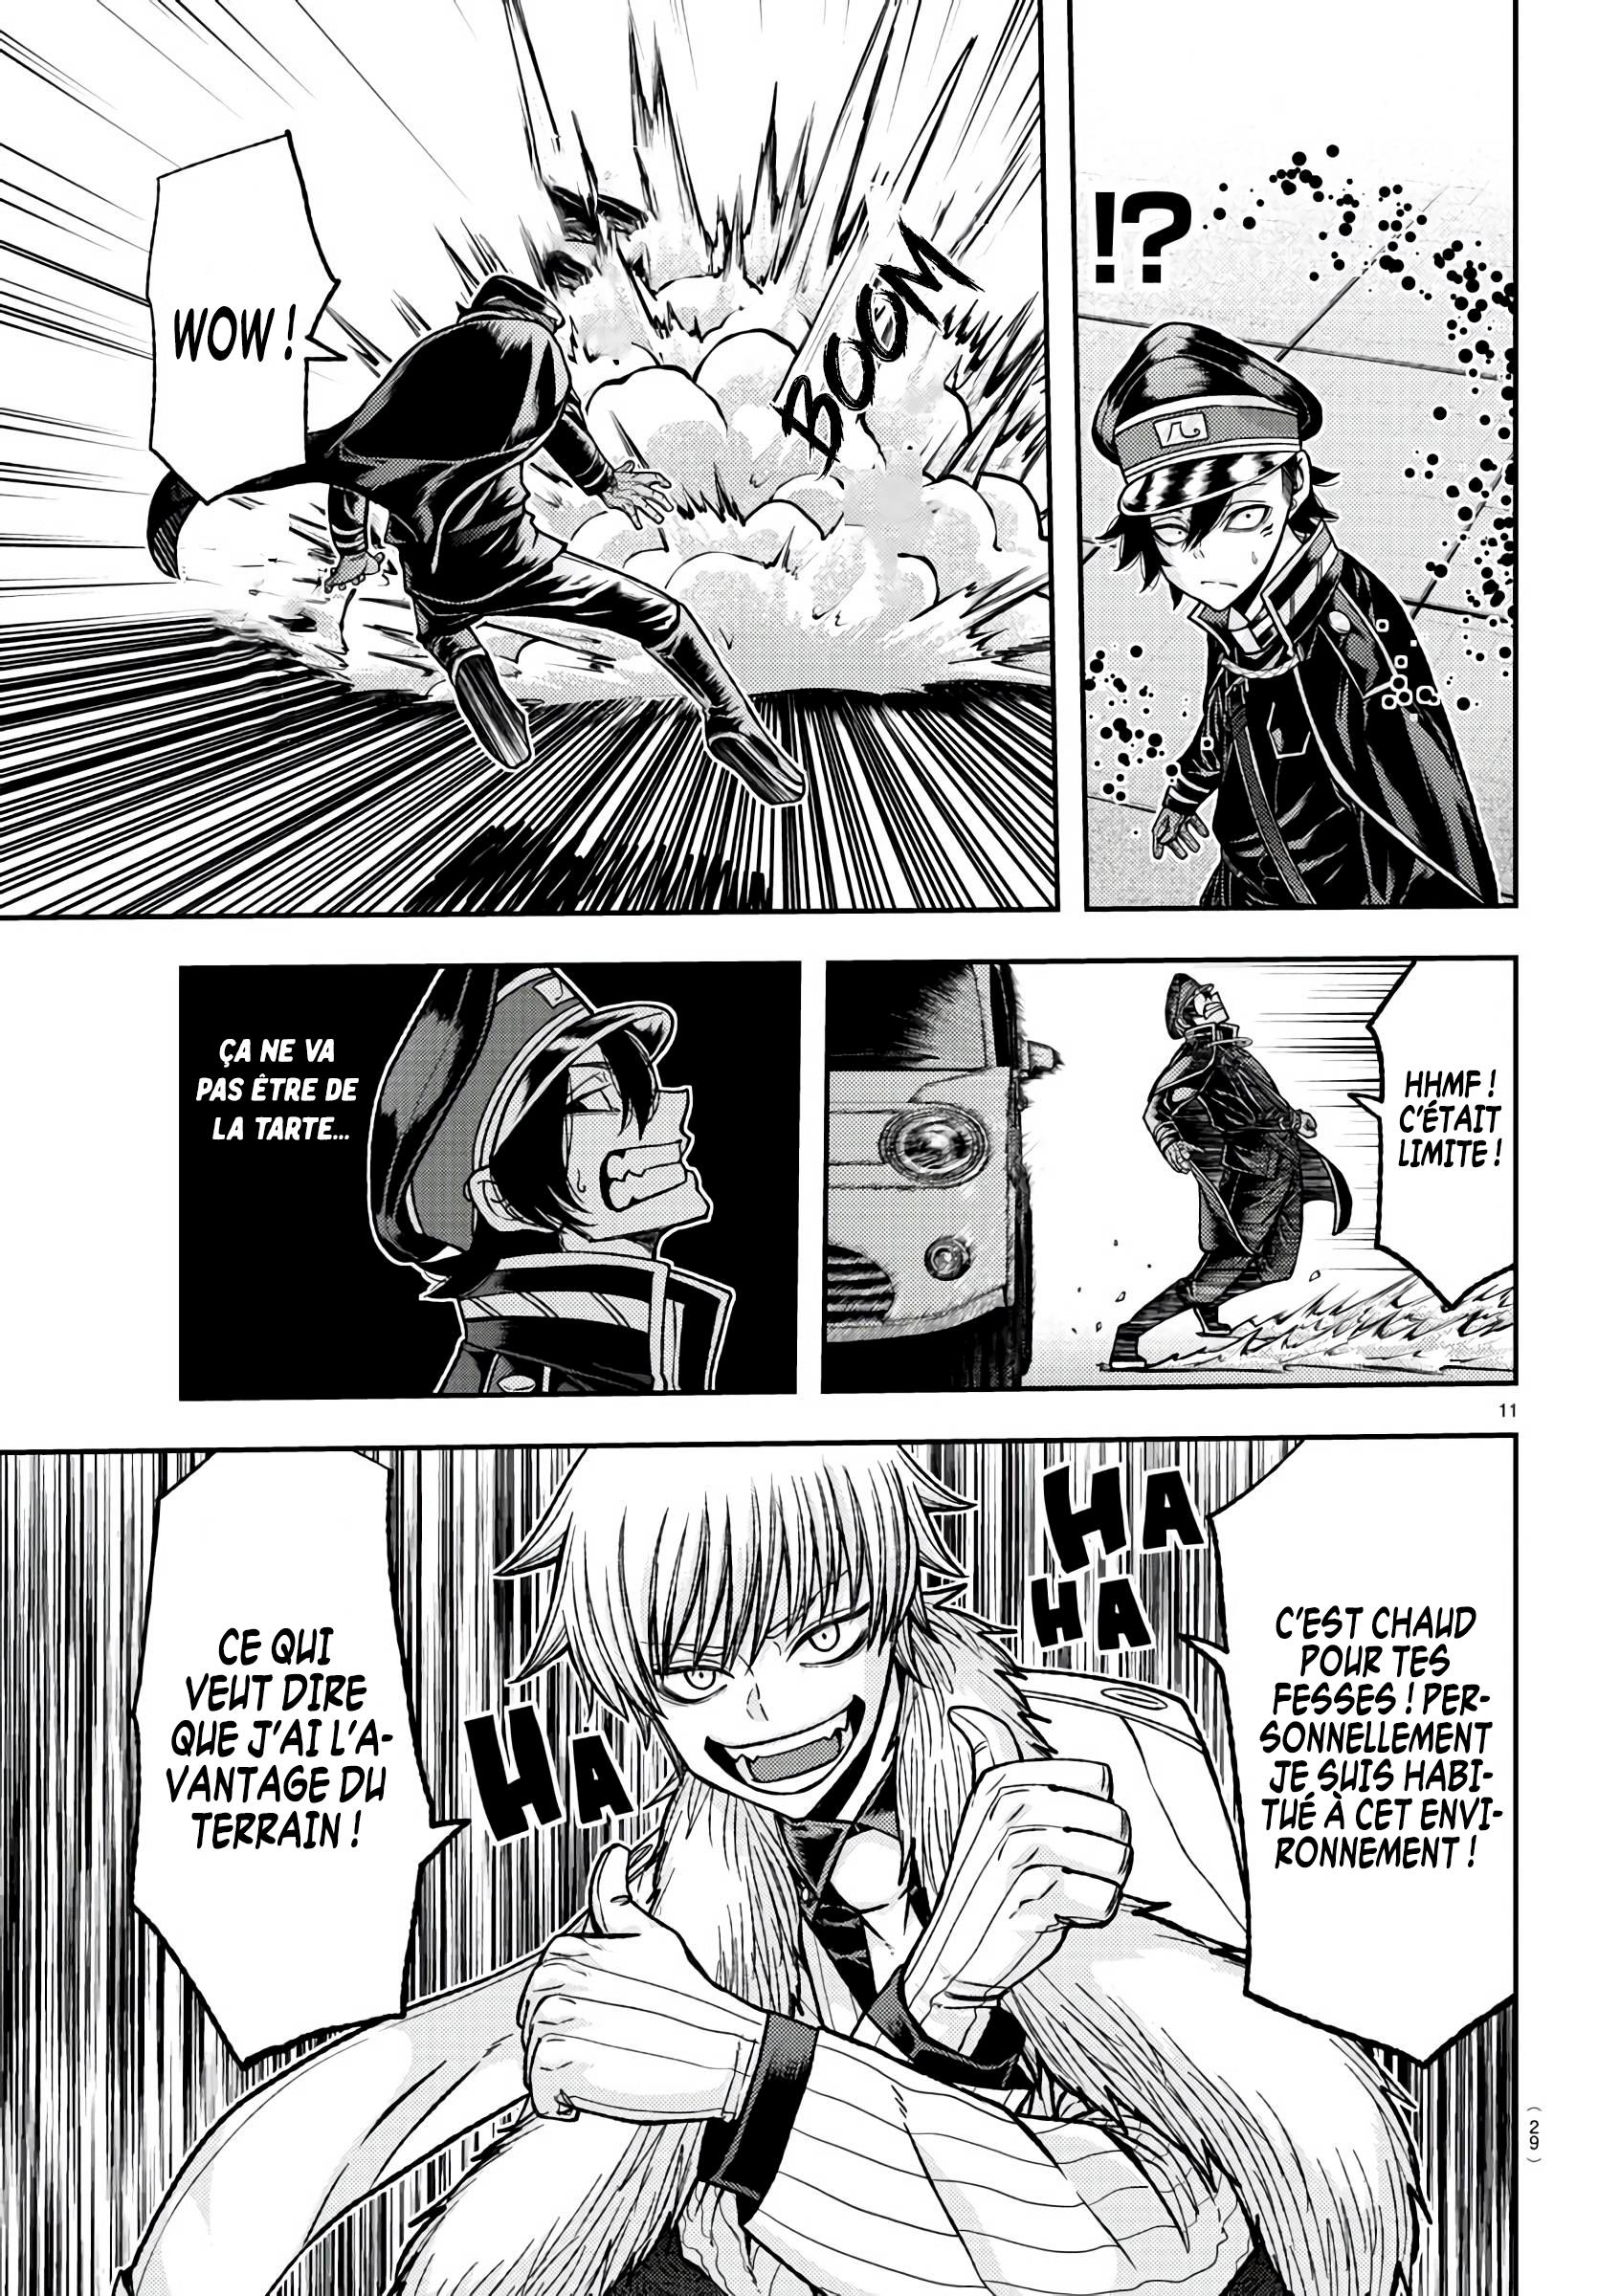 !?
BOOM
WOW !
HHMF !
C'ÉTAIT
LIMITE !
ÇA NE VA
PAS ÊTRE DE
LA TARTE...
11
HA
HA
C'EST CHAUD
POUR TES
FESSES ! PER-
SONNELLEMENT
JE SUIS HABI-
TUÉ À CET ENVI-
RONNEMENT !
HA
CE QUI
VEUT DIRE
QUE J'AI L'A-
VANTAGE DU
TERRAIN !
(29)